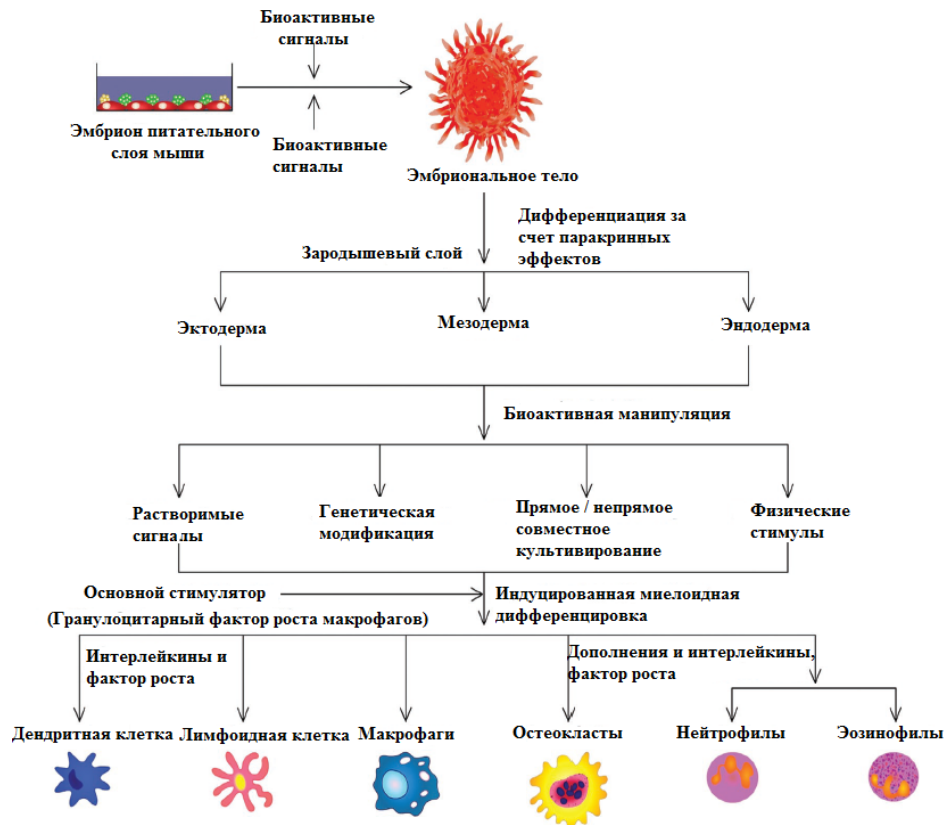 Биоактивные
сигналы
Эмбрион питательного
слоя мыши
Биоактивные
сигналы
Эмбриональное тело
Дифференциация за
счет паракринных
эффектов
Зародышевый слой
Эктодерма
Мезодерма
Эндодерма
Биоактивная манипуляция
Растворимые
сигналы
Генетическая
модификация
Прямое / непрямое
совместное
культивирование
Физические
стимулы
Основной стимулятор
(Гранулоцитарный фактор роста макрофагов)
Индуцированная миелоидная
дифференцировка
Интерлейкины и
фактор роста
Дополнения и интерлейкины,
фактор роста
Дендритная клетка
Лимфоидная клетка
Макрофаги
Остеокласты
Нейтрофилы
Эозинофилы